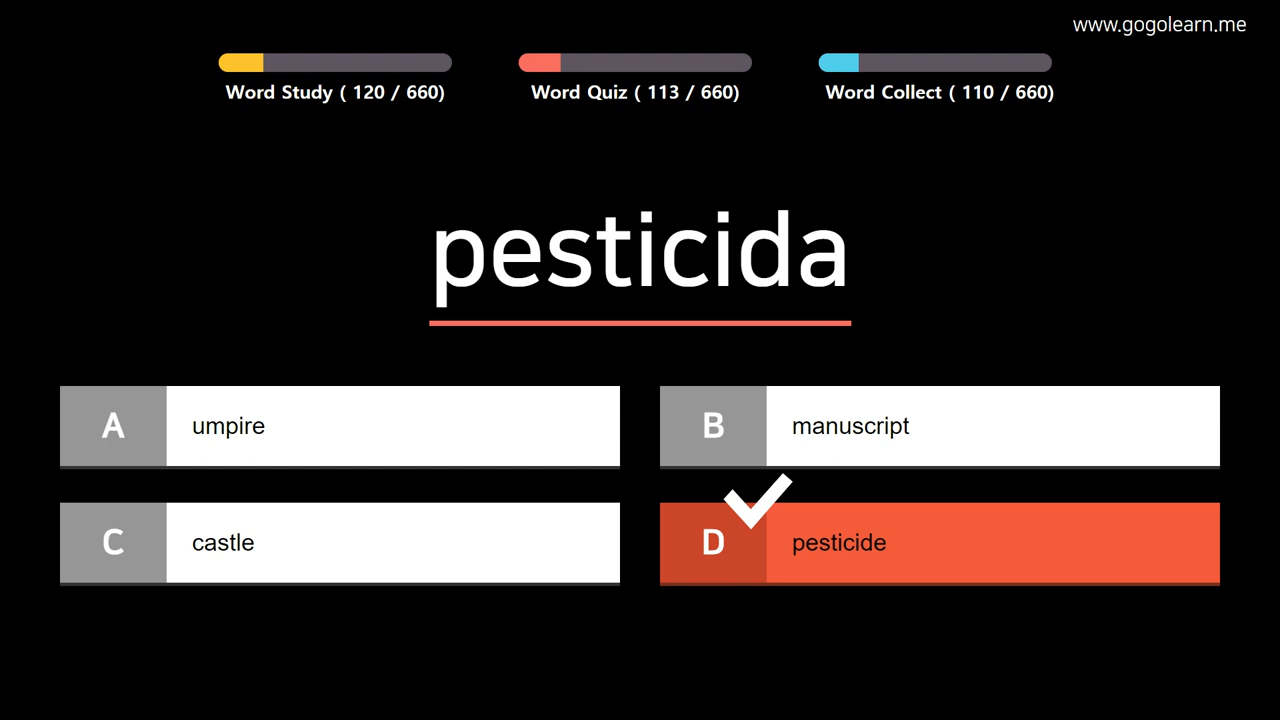 www.gogolearn.me
Word Study ( 120 / 660)
Word Quiz ( 113 / 660)
Word Collect ( 110 / 660)
pesticida
A umpire
B manuscript
C castle
D pesticide